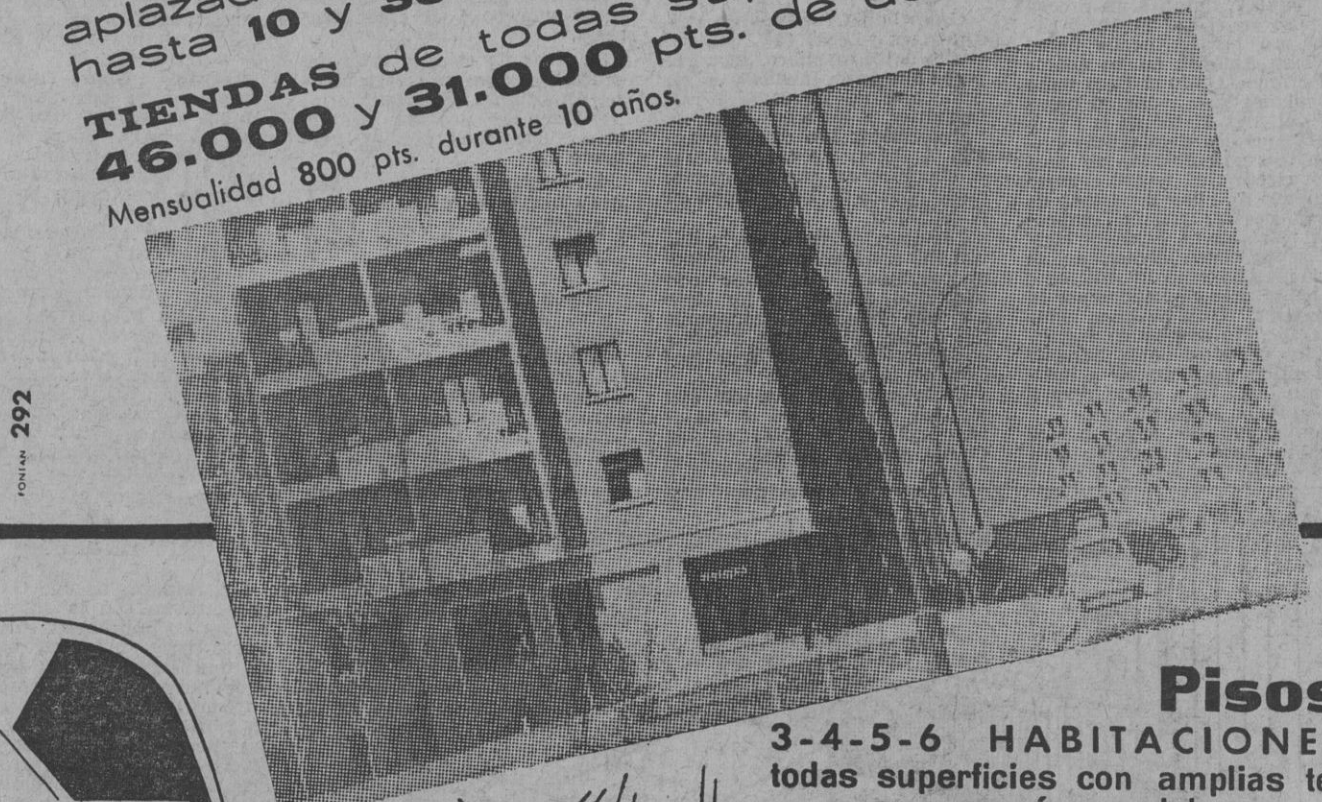 hasta 10 y
TIENDAS de todas
46.000 y 31.000 pts. de
Mensualidad 800 pts. durante 10 años.
FONIAN 292
Pisos
3-4-5-6 HABITACIONE
todas superficies con amplias